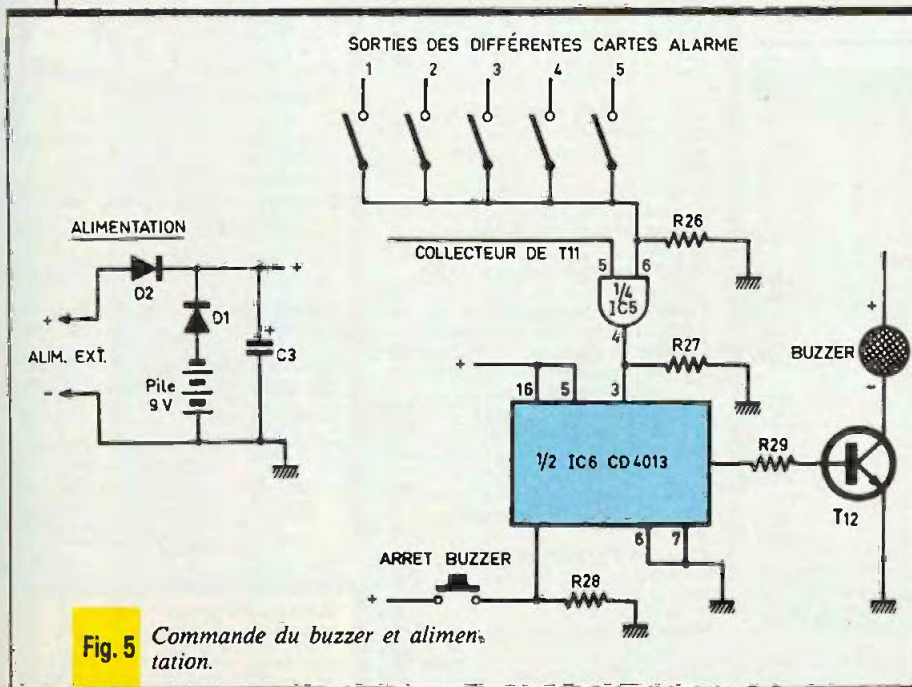 SORTIES DES DIFFÉRENTES CARTES ALARME
1 2 3 4 5
ALIMENTATION
R26
COLLECTEUR DE T11
5 6
D2
+
1/4
IC5
D1
+
+
C3
4
BUZZER
+
ALIM. EXT.
R27
-
Pile
9 V
+
16 5 3
-
1/2 IC6 CD4013
R29
T12
6 7
ARRET BUZZER
+
R28
Fig. 5 Commande du buzzer et alimen-
tation.